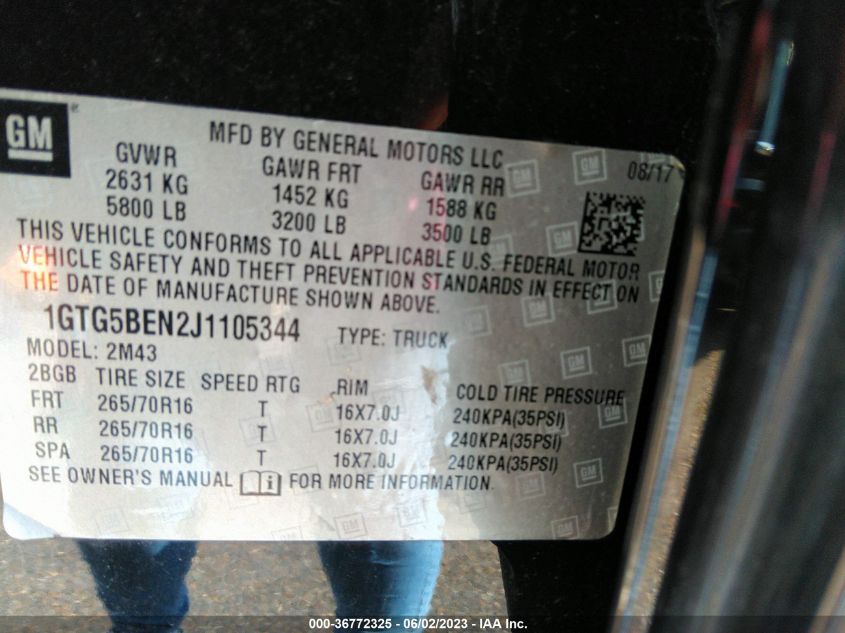 GM ®
MFD BY GENERAL MOTORS LLC
08/17
GVWR GAWR FRT GAWR RR
2631 KG 1452 KG 1588 KG
5800 LB 3200 LB 3500 LB
THIS VEHICLE CONFORMS TO ALL APPLICABLE U.S. FEDERAL MOTOR
VEHICLE SAFETY AND THEFT PREVENTION STANDARDS IN EFFECT ON
THE DATE OF MANUFACTURE SHOWN ABOVE.
1GTG5BEN2J1105344 TYPE: TRUCK
MODEL: 2M43
2BGB TIRE SIZE SPEED RTG RIM COLD TIRE PRESSURE
FRT 265/70R16 T 16X7.0J 240KPA(35PSI)
RR 265/70R16 T 16X7.0J 240KPA(35PSI)
SPA 265/70R16 T 16X7.0J 240KPA(35PSI)
SEE OWNER'S MANUAL i FOR MORE INFORMATION.
000-36772325 - 06/02/2023 - IAA Inc.